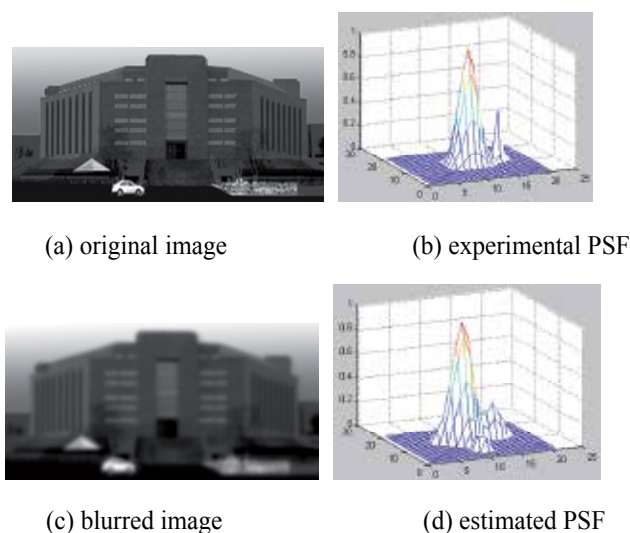 (a) original image
(b) experimental PSF
(c) blurred image
(d) estimated PSF